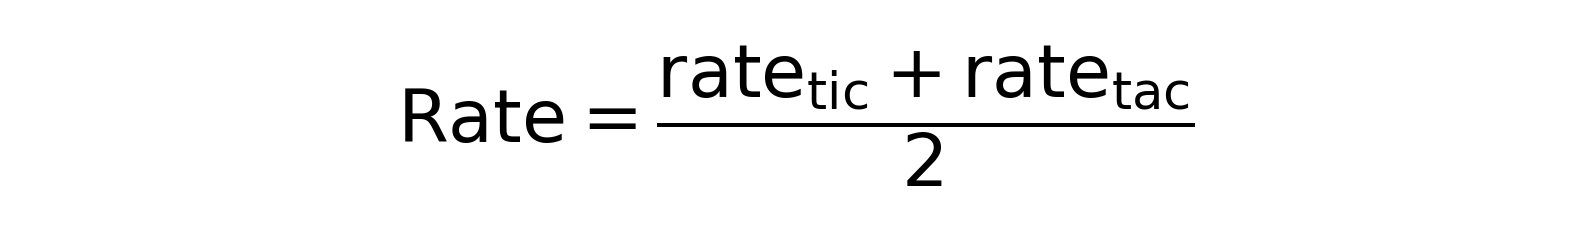 Rate = (rate_tic + rate_tac) / 2